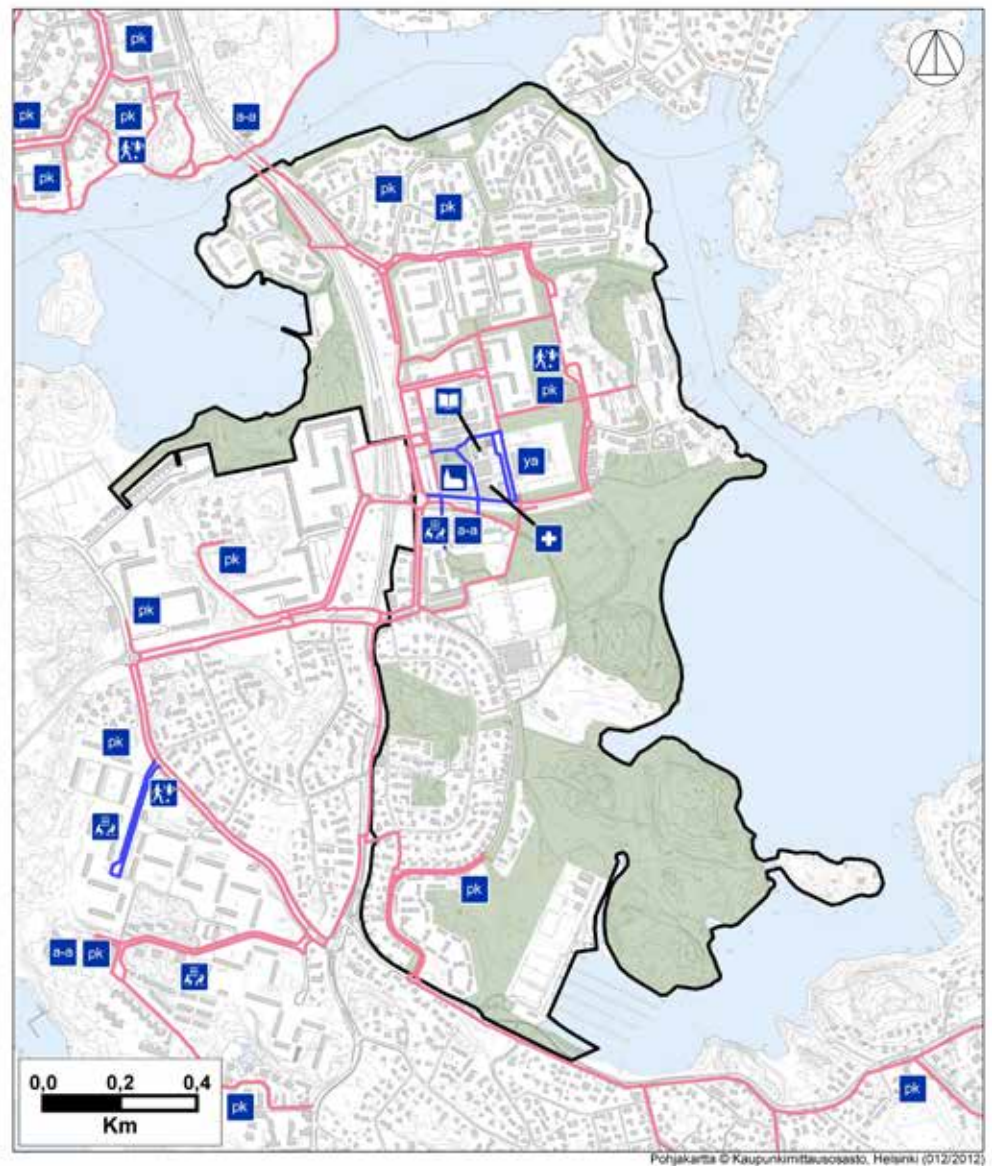 pk
a-a
pk
pk
pk
pk
pk
pk
ya
a-a
pk
pk
pk
pk
a-a pk
pk
pk
0,0 0,2 0,4
Km
Pohjakartta © Kaupunkimittausosasto, Helsinki (012/2012)